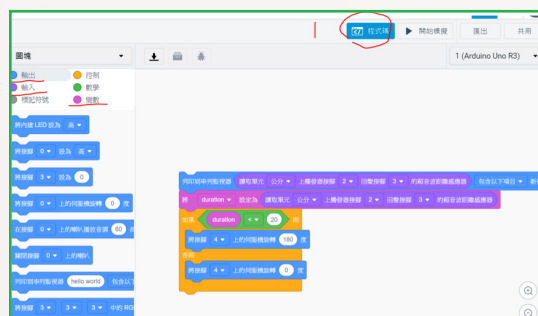 程式碼
開始模擬
匯出
共用
圖塊
1 (Arduino Uno R3)
輸出
控制
輸入
數學
標記符號
變數
將內建 LED 設為 高
將接腳 0 設為 高
將接腳 3 設為 0
將接腳 0 上的伺服機旋轉 0 度
在接腳 0 上的喇叭播放音調 60
關閉接腳 0 上的喇叭
列印到序列監視器 hello world 包含以下
將接腳 3 3 3 中的 RG
列印到序列監視器 讀取單元 公分 上觸發器接腳 2 回聲接腳 3 的超音波距離感應器 包含以下項目
將 duration 設定為 讀取單元 公分 上觸發器接腳 2 回聲接腳 3 的超音波距離感應器
如果 duration < 20 則
將接腳 4 上的伺服機旋轉 180 度
否則
將接腳 4 上的伺服機旋轉 0 度